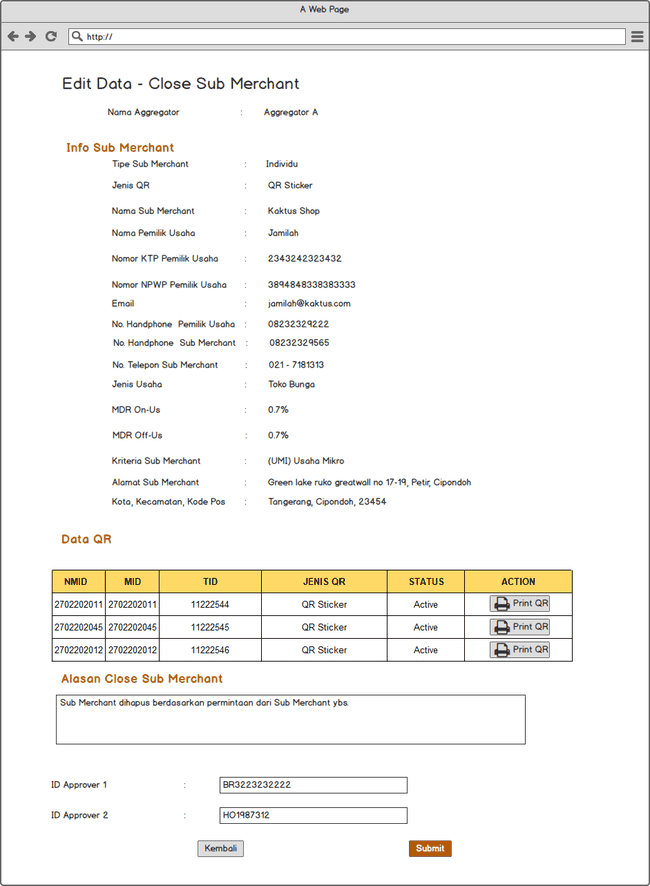 A Web Page
http://
Edit Data - Close Sub Merchant
Nama Aggregator : Aggregator A
Info Sub Merchant
Tipe Sub Merchant : Individu
Jenis QR : QR Sticker
Nama Sub Merchant : Kaktus Shop
Nama Pemilik Usaha : Jamilah
Nomor KTP Pemilik Usaha : 2343242323432
Nomor NPWP Pemilik Usaha : 3894848338383333
Email : jamilah@kaktus.com
No. Handphone Pemilik Usaha : 08232329222
No. Handphone Sub Merchant : 08232329565
No. Telepon Sub Merchant : 021 - 7181313
Jenis Usaha : Toko Bunga
MDR On-Us : 0.7%
MDR Off-Us : 0.7%
Kriteria Sub Merchant : (UMI) Usaha Mikro
Alamat Sub Merchant : Green lake ruko greatwall no 17-19, Petir, Cipondoh
Kota, Kecamatan, Kode Pos : Tangerang, Cipondoh, 23454
Data QR
NMID MID TID JENIS QR STATUS ACTION
2702202011 2702202011 11222544 QR Sticker Active Print QR
2702202045 2702202045 11222545 QR Sticker Active Print QR
2702202012 2702202012 11222546 QR Sticker Active Print QR
Alasan Close Sub Merchant
Sub Merchant dihapus berdasarkan permintaan dari Sub Merchant ybs.
ID Approver 1 : BR3223232222
ID Approver 2 : HO1987312
Kembali Submit